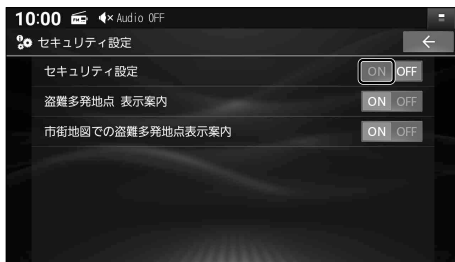 10:00 Audio OFF
セキュリティ設定
セキュリティ設定 ON OFF
盗難多発地点 表示案内 ON OFF
市街地図での盗難多発地点表示案内 ON OFF